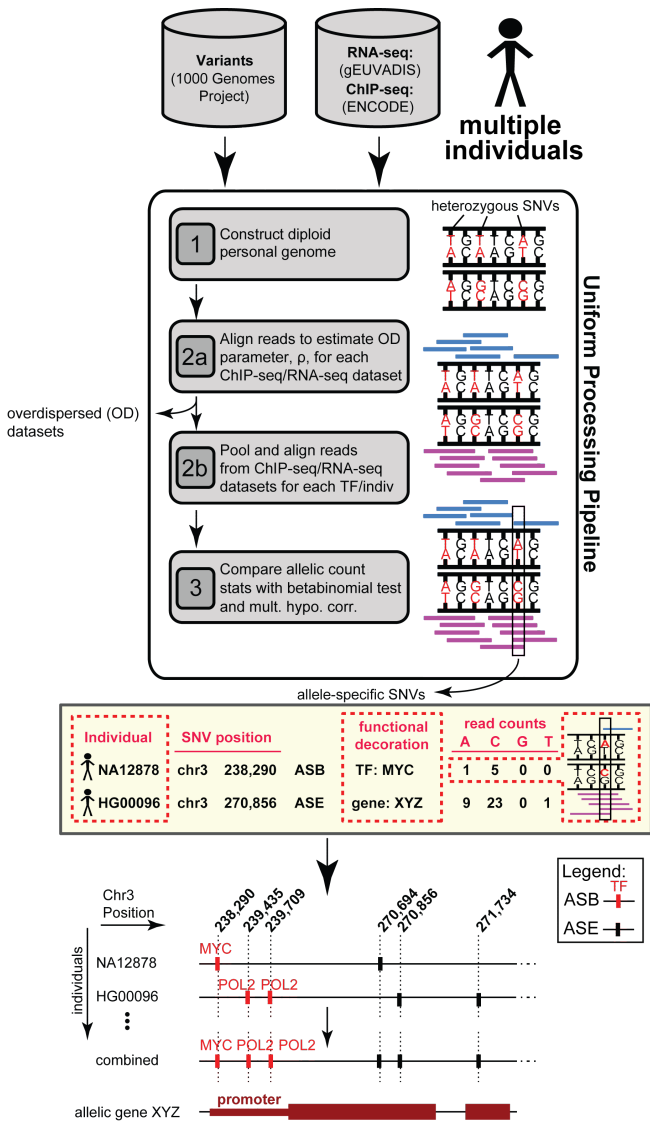 Variants
(1000 Genomes
Project)
RNA-seq:
(gEUVADIS)
ChIP-seq:
(ENCODE)
multiple
individuals
Uniform Processing Pipeline
1
Construct diploid
personal genome
heterozygous SNVs
T G T T C A G
A C A A G T C
A G G T C C G
T C C A G G C
2a
Align reads to estimate OD
parameter, ρ, for each
ChIP-seq/RNA-seq dataset
T G T T C A G
A C A A G T C
A G G T C C G
T C C A G G C
overdispersed (OD)
datasets
2b
Pool and align reads
from ChIP-seq/RNA-seq
datasets for each TF/indiv
3
Compare allelic count
stats with betabinomial test
and mult. hypo. corr.
allele-specific SNVs
Individual SNV position functional decoration read counts
A C G T
NA12878 chr3 238,290 ASB TF: MYC 1 5 0 0
HG00096 chr3 270,856 ASE gene: XYZ 9 23 0 1
Legend:
TF
ASB
ASE
Chr3
Position
238,290
239,435
239,709
270,694
270,856
271,734
individuals
MYC
NA12878
POL2 POL2
HG00096
MYC POL2 POL2
combined
promoter
allelic gene XYZ